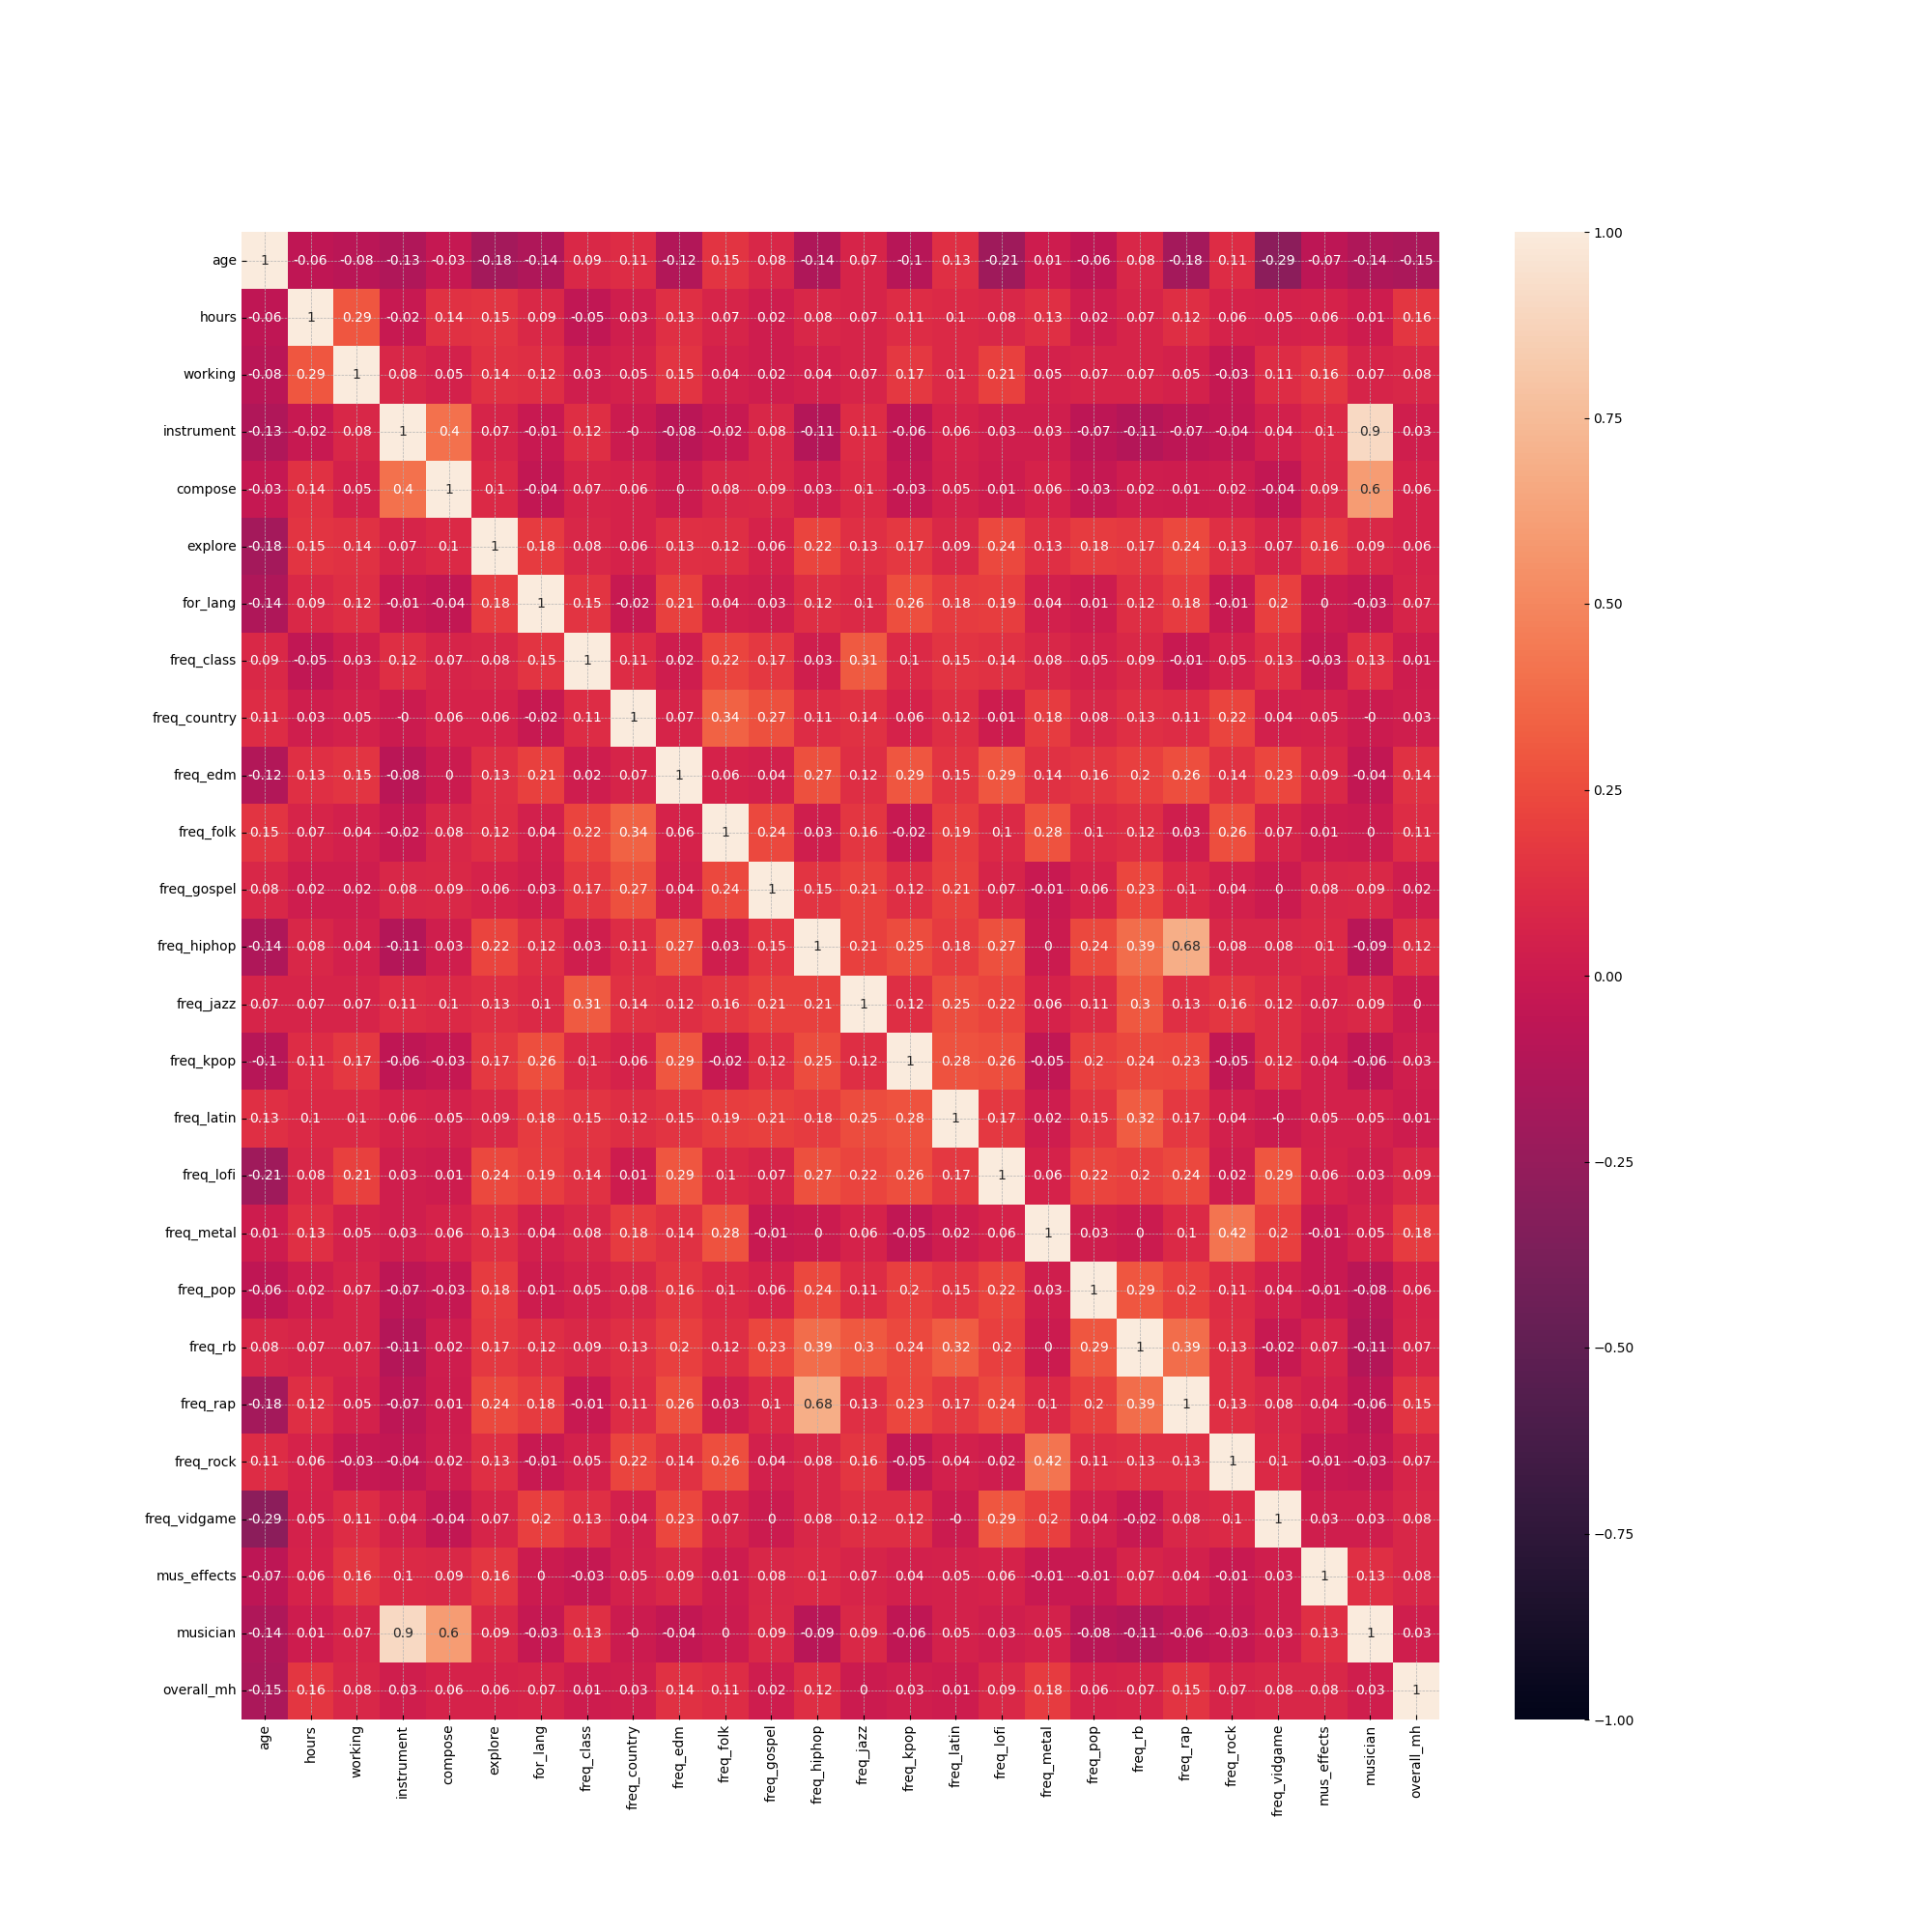 age 1 -0.06 -0.08 -0.13 -0.03 -0.18 -0.14 0.09 0.11 -0.12 0.15 0.08 -0.14 0.07 -0.1 0.13 -0.21 0.01 -0.06 0.08 -0.18 0.11 -0.29 -0.07 -0.14 -0.15
hours -0.06 1 0.29 -0.02 0.14 0.15 0.09 -0.05 0.03 0.13 0.07 0.02 0.08 0.07 0.11 0.1 0.08 0.13 0.02 0.07 0.12 0.06 0.05 0.06 0.01 0.16
working -0.08 0.29 1 0.08 0.05 0.14 0.12 0.03 0.05 0.15 0.04 0.02 0.04 0.07 0.17 0.1 0.21 0.05 0.07 0.07 0.05 -0.03 0.11 0.16 0.07 0.08
instrument -0.13 -0.02 0.08 1 0.4 0.07 -0.01 0.12 -0 -0.08 -0.02 0.08 -0.11 0.11 -0.06 0.06 0.03 0.03 -0.07 -0.11 -0.07 -0.04 0.04 0.1 0.9 0.03
compose -0.03 0.14 0.05 0.4 1 0.1 -0.04 0.07 0.06 0 0.08 0.09 0.03 0.1 -0.03 0.05 0.01 0.06 -0.03 0.02 0.01 0.02 -0.04 0.09 0.6 0.06
explore -0.18 0.15 0.14 0.07 0.1 1 0.18 0.08 0.06 0.13 0.12 0.06 0.22 0.13 0.17 0.09 0.24 0.13 0.18 0.17 0.24 0.13 0.07 0.16 0.09 0.06
for_lang -0.14 0.09 0.12 -0.01 -0.04 0.18 1 0.15 -0.02 0.21 0.04 0.03 0.12 0.1 0.26 0.18 0.19 0.04 0.01 0.12 0.18 -0.01 0.2 0 -0.03 0.07
freq_class 0.09 -0.05 0.03 0.12 0.07 0.08 0.15 1 0.11 0.02 0.22 0.17 0.03 0.31 0.1 0.15 0.14 0.08 0.05 0.09 -0.01 0.05 0.13 -0.03 0.13 0.01
freq_country 0.11 0.03 0.05 -0 0.06 0.06 -0.02 0.11 1 0.07 0.34 0.27 0.11 0.14 0.06 0.12 0.01 0.18 0.08 0.13 0.11 0.22 0.04 0.05 -0 0.03
freq_edm -0.12 0.13 0.15 -0.08 0 0.13 0.21 0.02 0.07 1 0.06 0.04 0.27 0.12 0.29 0.15 0.29 0.14 0.16 0.2 0.26 0.14 0.23 0.09 -0.04 0.14
freq_folk 0.15 0.07 0.04 -0.02 0.08 0.12 0.04 0.22 0.34 0.06 1 0.24 0.03 0.16 -0.02 0.19 0.1 0.28 0.1 0.12 0.03 0.26 0.07 0.01 0 0.11
freq_gospel 0.08 0.02 0.02 0.08 0.09 0.06 0.03 0.17 0.27 0.04 0.24 1 0.15 0.21 0.12 0.21 0.07 -0.01 0.06 0.23 0.1 0.04 0 0.08 0.09 0.02
freq_hiphop -0.14 0.08 0.04 -0.11 0.03 0.22 0.12 0.03 0.11 0.27 0.03 0.15 1 0.21 0.25 0.18 0.27 0 0.24 0.39 0.68 0.08 0.08 0.1 -0.09 0.12
freq_jazz 0.07 0.07 0.07 0.11 0.1 0.13 0.1 0.31 0.14 0.12 0.16 0.21 0.21 1 0.12 0.25 0.22 0.06 0.11 0.3 0.13 0.16 0.12 0.07 0.09 0
freq_kpop -0.1 0.11 0.17 -0.06 -0.03 0.17 0.26 0.1 0.06 0.29 -0.02 0.12 0.25 0.12 1 0.28 0.26 -0.05 0.2 0.24 0.23 -0.05 0.12 0.04 -0.06 0.03
freq_latin 0.13 0.1 0.1 0.06 0.05 0.09 0.18 0.15 0.12 0.15 0.19 0.21 0.18 0.25 0.28 1 0.17 0.02 0.15 0.32 0.17 0.04 -0 0.05 0.05 0.01
freq_lofi -0.21 0.08 0.21 0.03 0.01 0.24 0.19 0.14 0.01 0.29 0.1 0.07 0.27 0.22 0.26 0.17 1 0.06 0.22 0.2 0.24 0.02 0.29 0.06 0.03 0.09
freq_metal 0.01 0.13 0.05 0.03 0.06 0.13 0.04 0.08 0.18 0.14 0.28 -0.01 0 0.06 -0.05 0.02 0.06 1 0.03 0 0.1 0.42 0.2 -0.01 0.05 0.18
freq_pop -0.06 0.02 0.07 -0.07 -0.03 0.18 0.01 0.05 0.08 0.16 0.1 0.06 0.24 0.11 0.2 0.15 0.22 0.03 1 0.29 0.2 0.11 0.04 -0.01 -0.08 0.06
freq_rb 0.08 0.07 0.07 -0.11 0.02 0.17 0.12 0.09 0.13 0.2 0.12 0.23 0.39 0.3 0.24 0.32 0.2 0 0.29 1 0.39 0.13 -0.02 0.07 -0.11 0.07
freq_rap -0.18 0.12 0.05 -0.07 0.01 0.24 0.18 -0.01 0.11 0.26 0.03 0.1 0.68 0.13 0.23 0.17 0.24 0.1 0.2 0.39 1 0.13 0.08 0.04 -0.06 0.15
freq_rock 0.11 0.06 -0.03 -0.04 0.02 0.13 -0.01 0.05 0.22 0.14 0.26 0.04 0.08 0.16 -0.05 0.04 0.02 0.42 0.11 0.13 0.13 1 0.1 -0.01 -0.03 0.07
freq_vidgame -0.29 0.05 0.11 0.04 -0.04 0.07 0.2 0.13 0.04 0.23 0.07 0 0.08 0.12 0.12 -0 0.29 0.2 0.04 -0.02 0.08 0.1 1 0.03 0.03 0.08
mus_effects -0.07 0.06 0.16 0.1 0.09 0.16 0 -0.03 0.05 0.09 0.01 0.08 0.1 0.07 0.04 0.05 0.06 -0.01 -0.01 0.07 0.04 -0.01 0.03 1 0.13 0.08
musician -0.14 0.01 0.07 0.9 0.6 0.09 -0.03 0.13 -0 -0.04 0 0.09 -0.09 0.09 -0.06 0.05 0.03 0.05 -0.08 -0.11 -0.06 -0.03 0.03 0.13 1 0.03
overall_mh -0.15 0.16 0.08 0.03 0.06 0.06 0.07 0.01 0.03 0.14 0.11 0.02 0.12 0 0.03 0.01 0.09 0.18 0.06 0.07 0.15 0.07 0.08 0.08 0.03 1
age
hours
working
instrument
compose
explore
for_lang
freq_class
freq_country
freq_edm
freq_folk
freq_gospel
freq_hiphop
freq_jazz
freq_kpop
freq_latin
freq_lofi
freq_metal
freq_pop
freq_rb
freq_rap
freq_rock
freq_vidgame
mus_effects
musician
overall_mh
1.00
0.75
0.50
0.25
0.00
−0.25
−0.50
−0.75
−1.00